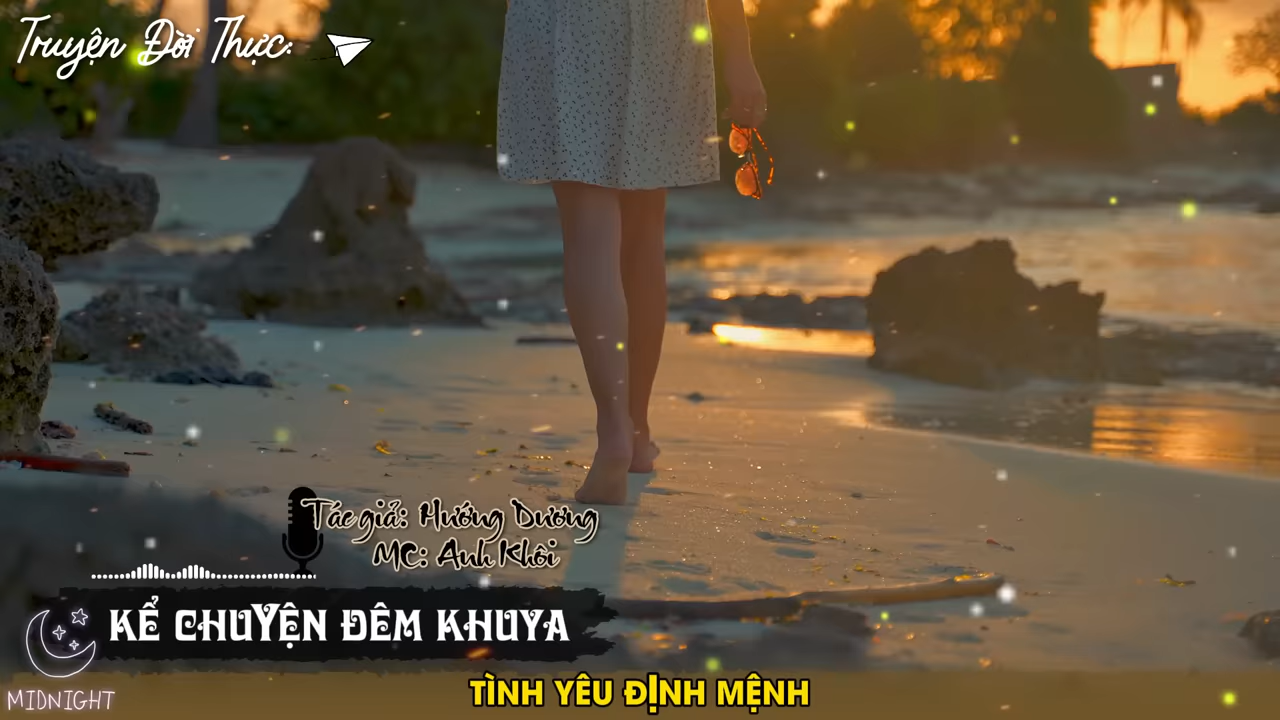 Truyện Đời Thực:
Tác giả: Hướng Dương
MC: Anh Khôi
KỂ CHUYỆN ĐÊM KHUYA
MIDNIGHT
TÌNH YÊU ĐỊNH MỆNH